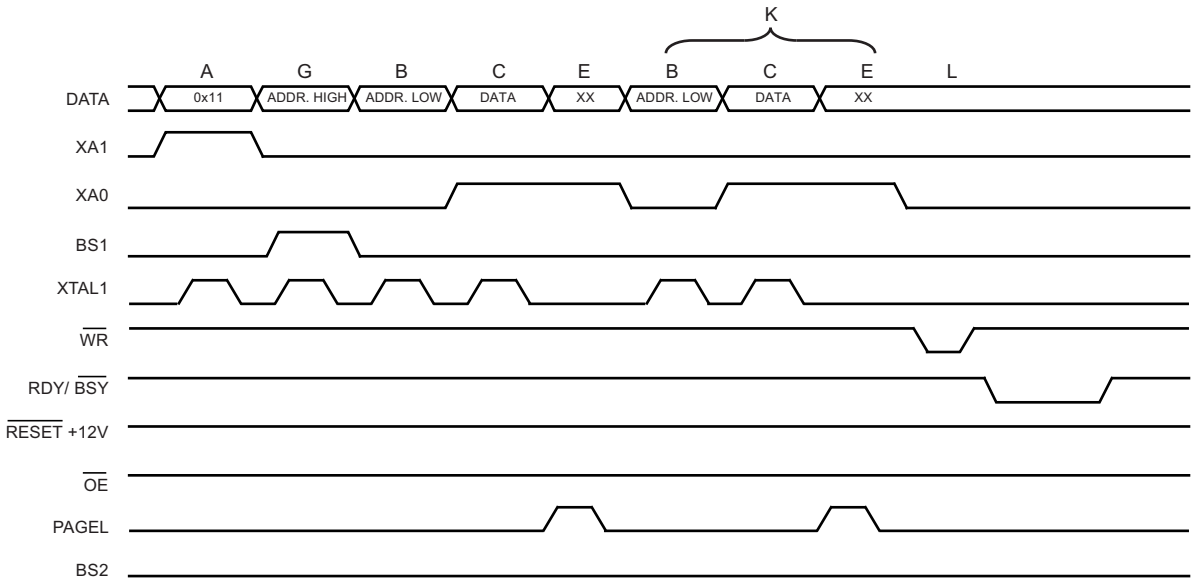 K
A G B C E B C E L
DATA 0x11 ADDR. HIGH ADDR. LOW DATA XX ADDR. LOW DATA XX
XA1
XA0
BS1
XTAL1
WR
RDY/ BSY
RESET +12V
OE
PAGEL
BS2